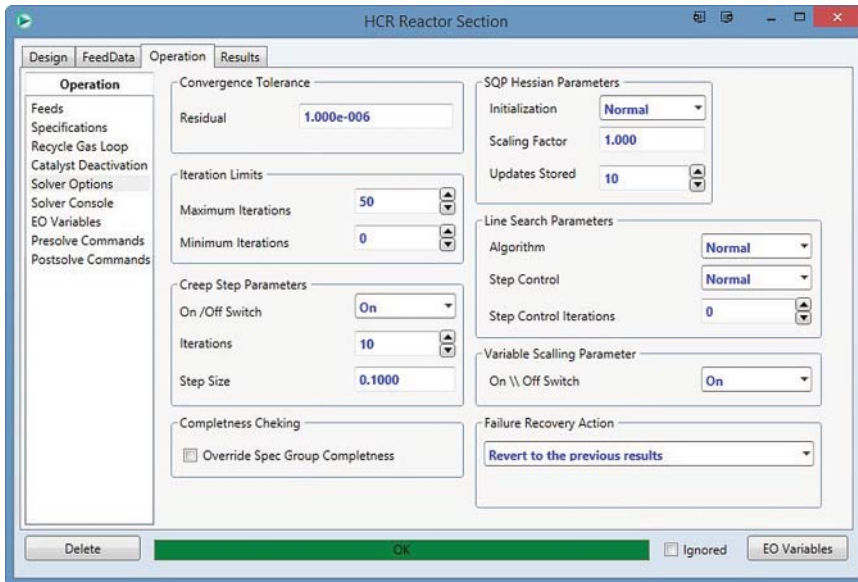 HCR Reactor Section
Design FeedData Operation Results
Operation
Feeds
Specifications
Recycle Gas Loop
Catalyst Deactivation
Solver Options
Solver Console
EO Variables
Presolve Commands
Postsolve Commands
Convergence Tolerance
Residual 1.000e-006
Iteration Limits
Maximum Iterations 50
Minimum Iterations 0
Creep Step Parameters
On /Off Switch On
Iterations 10
Step Size 0.1000
Completness Cheking
Override Spec Group Completness
SQP Hessian Parameters
Initialization Normal
Scaling Factor 1.000
Updates Stored 10
Line Search Parameters
Algorithm Normal
Step Control Normal
Step Control Iterations 0
Variable Scalling Parameter
On \\ Off Switch On
Failure Recovery Action
Revert to the previous results
Delete OK Ignored EO Variables